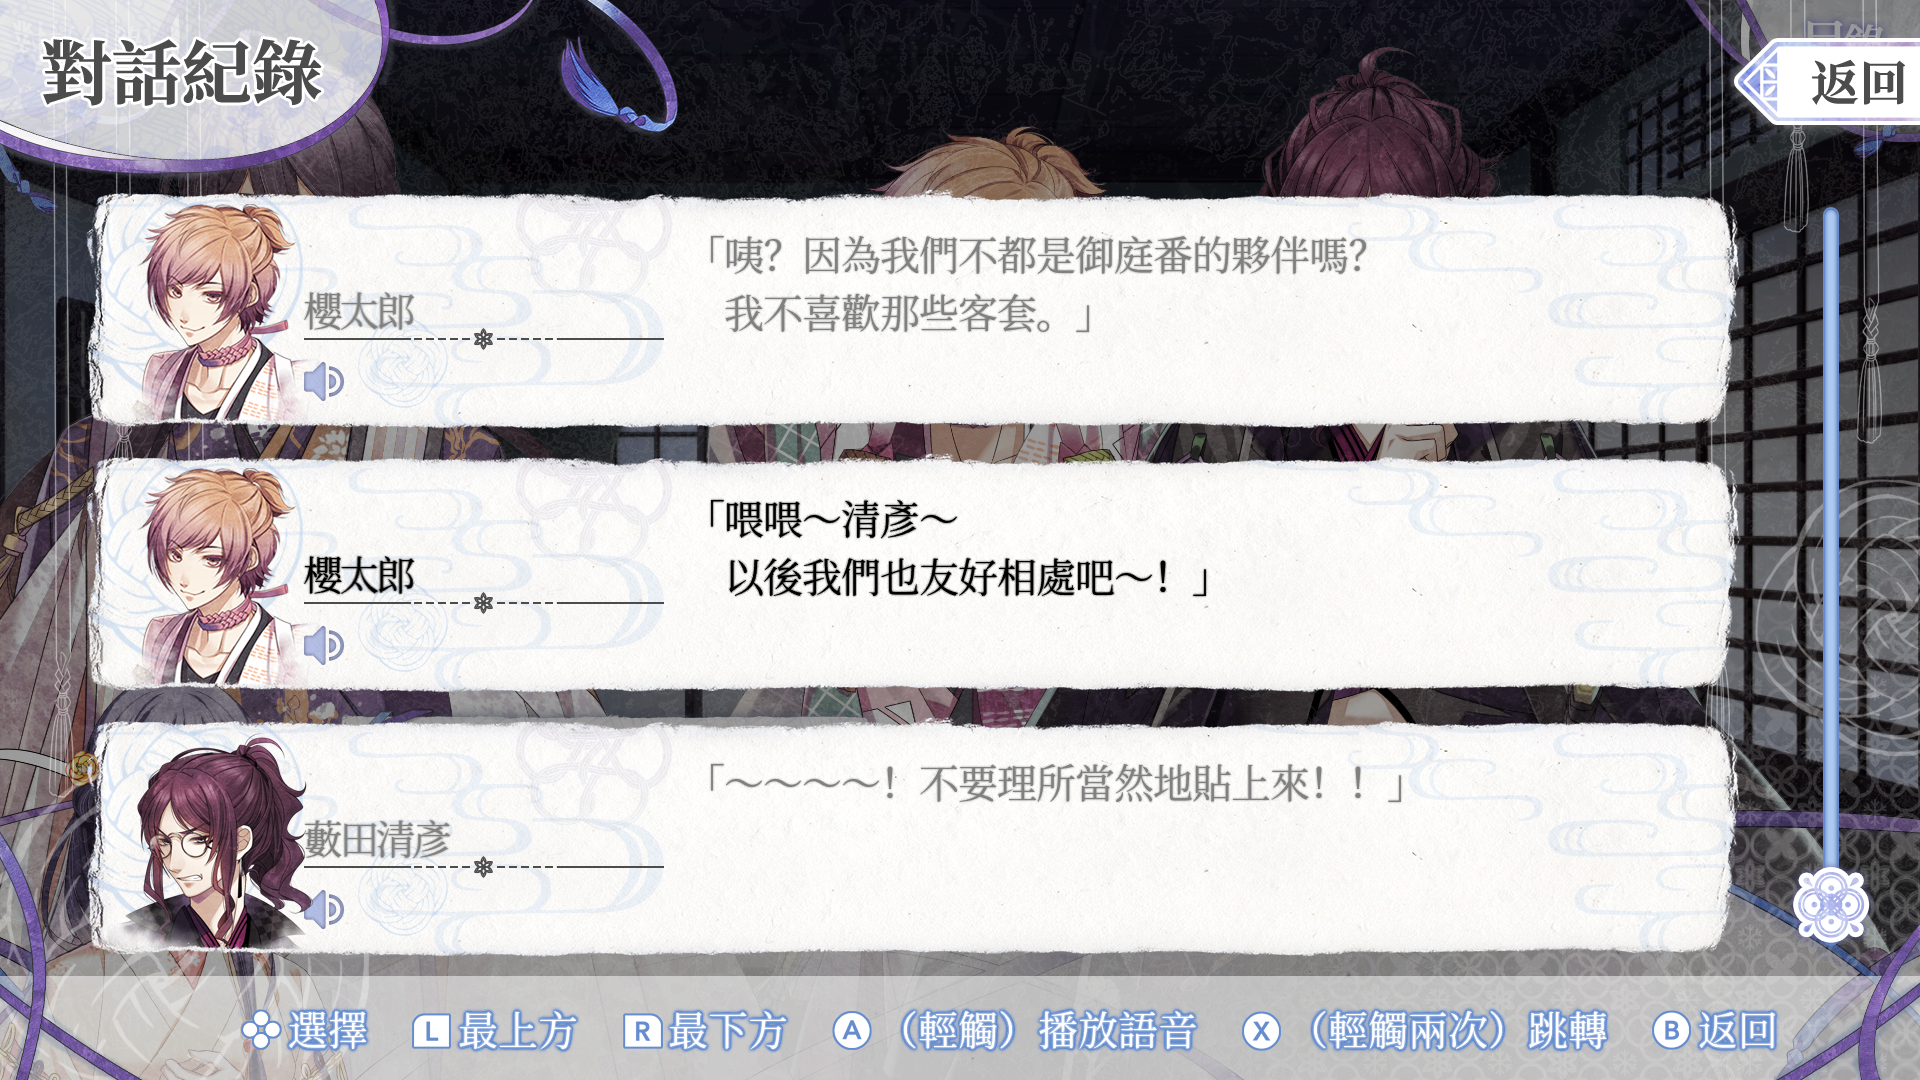 對話紀錄
目錄
返回
「咦？因為我們不都是御庭番的夥伴嗎？
我不喜歡那些客套。」
櫻太郎
「喂喂～清彥～
以後我們也友好相處吧～！」
櫻太郎
「～～～～！不要理所當然地貼上來！！」
藪田清彥
選擇 L 最上方 R 最下方 A （輕觸）播放語音 X （輕觸兩次）跳轉 B 返回